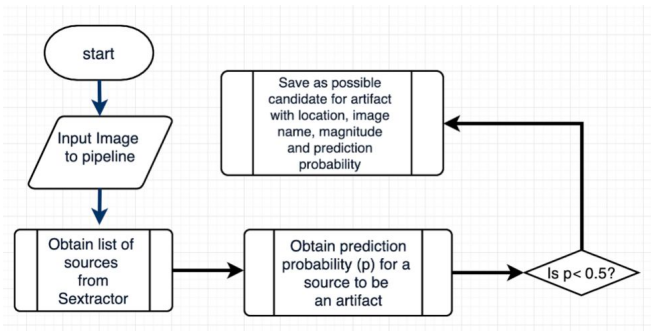 start
Input Image
to pipeline
Obtain list of
sources
from
Sextractor
Obtain prediction
probability (p) for a
source to be
an artifact
Is p< 0.5?
Save as possible
candidate for artifact
with location, image
name, magnitude
and prediction
probability